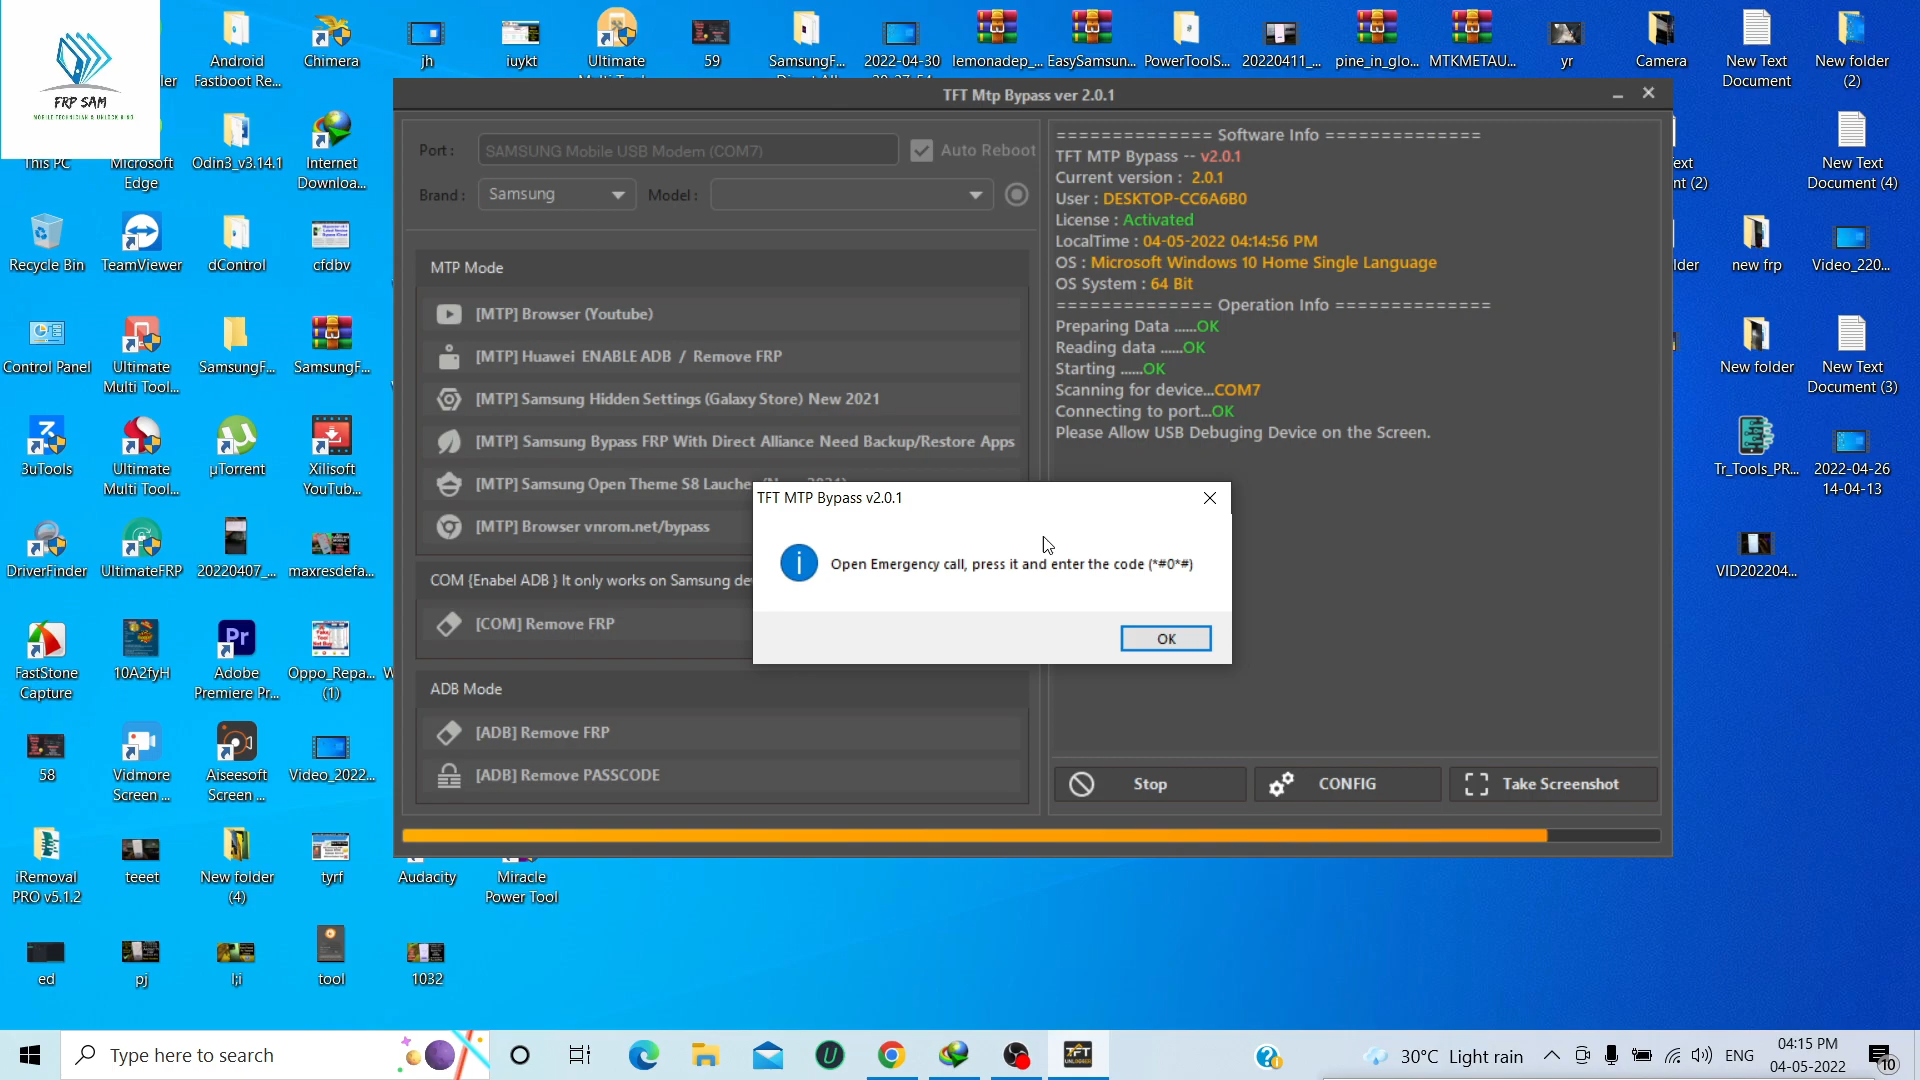 FRP SAM
MOBILE TECHNICIAN & UNLOCK KING
ler
Android
Fastboot Re...
Chimera
jh
iuykt
Ultimate
59
SamsungF...
2022-04-30
lemonadep_...
EasySamsun...
PowerToolS...
20220411_...
pine_in_glo...
MTKMETAU...
yr
Camera
New Text
Document
New folder
(2)
This PC
Microsoft
Edge
Odin3_v3.14.1
Internet
Downloa...
ext
nt (2)
New Text
Document (4)
Recycle Bin
TeamViewer
dControl
cfdbv
lder
new frp
Video_220...
Control Panel
Ultimate
Multi Tool...
SamsungF...
SamsungF...
New folder
New Text
Document (3)
3uTools
Ultimate
Multi Tool...
µTorrent
Xilisoft
YouTub...
Tr_Tools_PR...
2022-04-26
14-04-13
DriverFinder
UltimateFRP
20220407_...
maxresdefa...
VID202204...
FastStone
Capture
10A2fyH
Pr
Adobe
Premiere Pr...
Oppo_Repa...
(1)
W
58
Vidmore
Screen ...
Aiseesoft
Screen ...
Video_2022...
iRemoval
PRO v5.1.2
teeet
New folder
(4)
tyrf
Audacity
Miracle
Power Tool
ed
pj
l;i
tool
1032
TFT Mtp Bypass ver 2.0.1
Port :
SAMSUNG Mobile USB Modem (COM7)
Auto Reboot
Brand :
Samsung
Model :
MTP Mode
[MTP] Browser (Youtube)
[MTP] Huawei ENABLE ADB / Remove FRP
[MTP] Samsung Hidden Settings (Galaxy Store) New 2021
[MTP] Samsung Bypass FRP With Direct Alliance Need Backup/Restore Apps
[MTP] Samsung Open Theme S8 Lauche
[MTP] Browser vnrom.net/bypass
COM {Enabel ADB } It only works on Samsung de
[COM] Remove FRP
ADB Mode
[ADB] Remove FRP
[ADB] Remove PASSCODE
============== Software Info ==============
TFT MTP Bypass -- v2.0.1
Current version : 2.0.1
User : DESKTOP-CC6A6B0
License : Activated
LocalTime : 04-05-2022 04:14:56 PM
OS : Microsoft Windows 10 Home Single Language
OS System : 64 Bit
============== Operation Info ==============
Preparing Data ......OK
Reading data ......OK
Starting ......OK
Scanning for device...COM7
Connecting to port...OK
Please Allow USB Debuging Device on the Screen.
TFT MTP Bypass v2.0.1
Open Emergency call, press it and enter the code (*#0*#)
OK
Stop
CONFIG
Take Screenshot
Type here to search
TFT
30°C Light rain
ENG
04:15 PM
04-05-2022
10